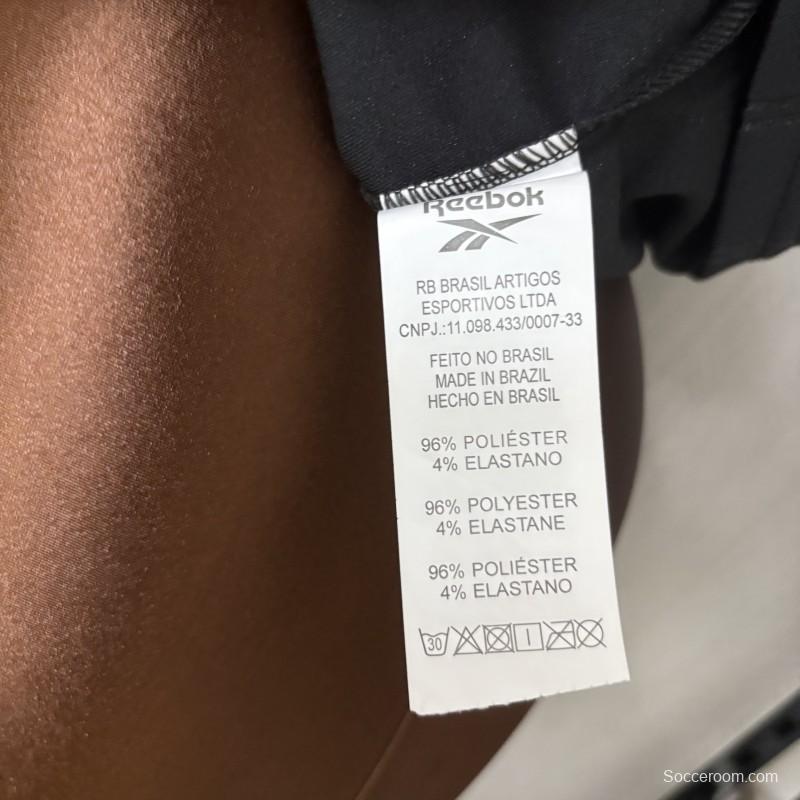 Reebok
RB BRASIL ARTIGOS
ESPORTIVOS LTDA
CNPJ.:11.098.433/0007-33
FEITO NO BRASIL
MADE IN BRAZIL
HECHO EN BRASIL
96% POLIÉSTER
4% ELASTANO
96% POLYESTER
4% ELASTANE
96% POLIÉSTER
4% ELASTANO
30
Socceroom.com